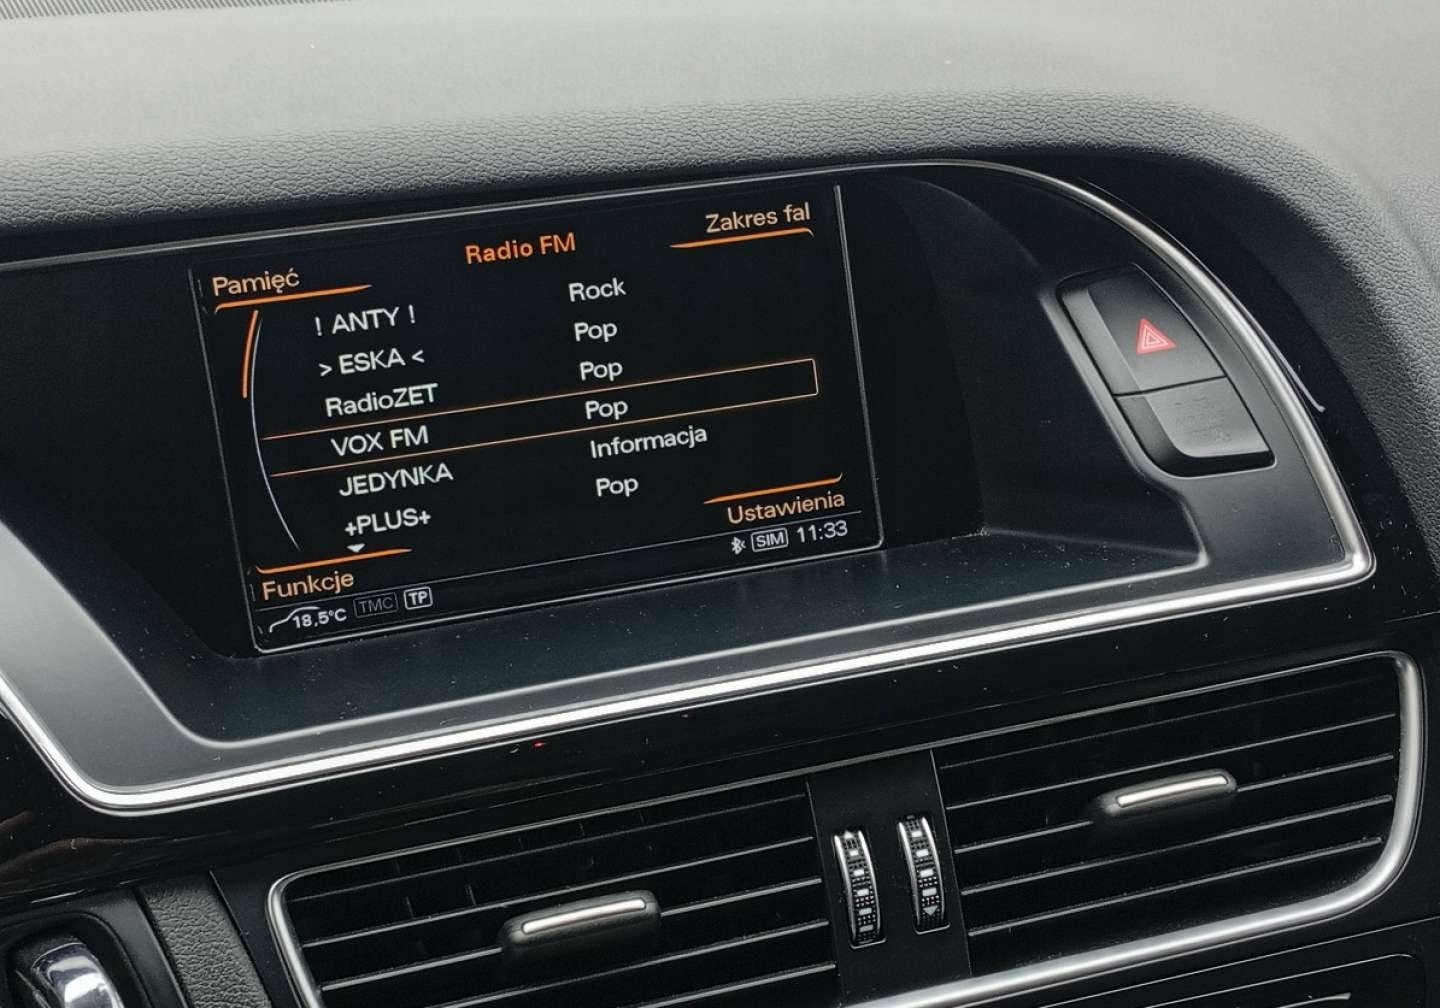 Radio FM
Zakres fal
Pamięć
! ANTY ! Rock
> ESKA < Pop
RadioZET Pop
VOX FM Pop
JEDYNKA Informacja
+PLUS+ Pop
Ustawienia
Funkcje
SIM 11:33
18,5°C TMC TP